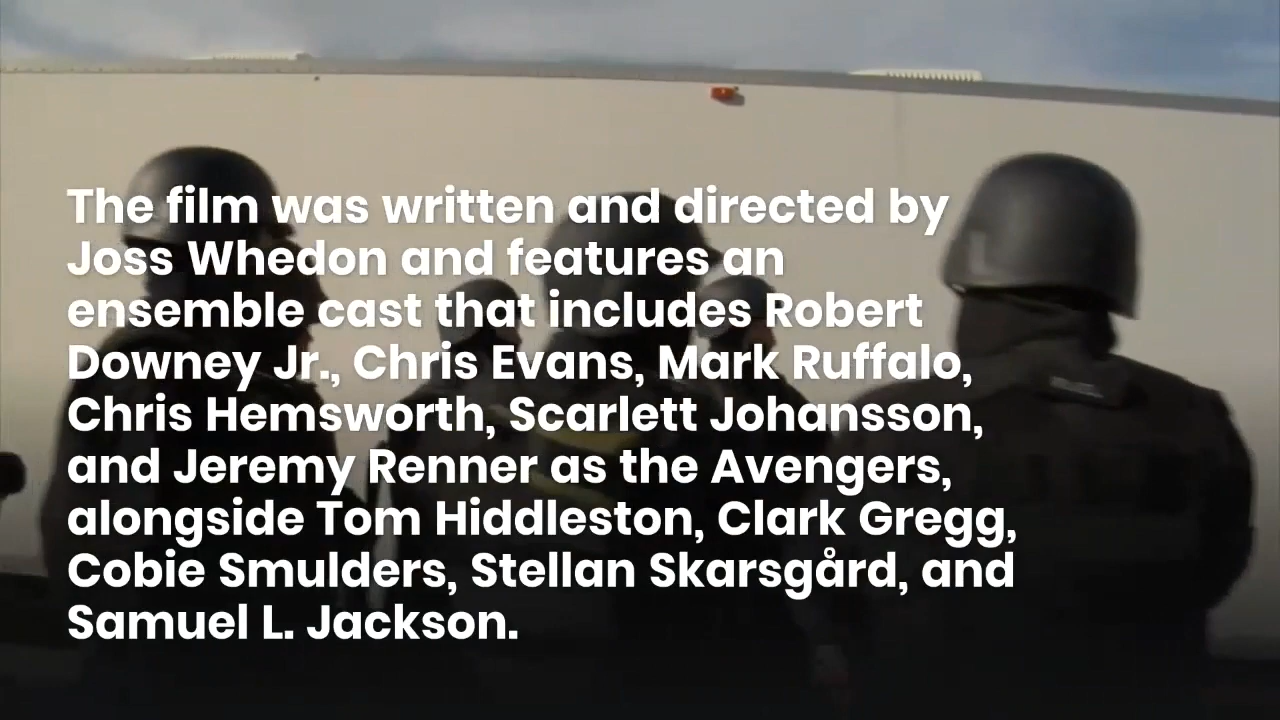 The film was written and directed by
Joss Whedon and features an
ensemble cast that includes Robert
Downey Jr., Chris Evans, Mark Ruffalo,
Chris Hemsworth, Scarlett Johansson,
and Jeremy Renner as the Avengers,
alongside Tom Hiddleston, Clark Gregg,
Cobie Smulders, Stellan Skarsgård, and
Samuel L. Jackson.